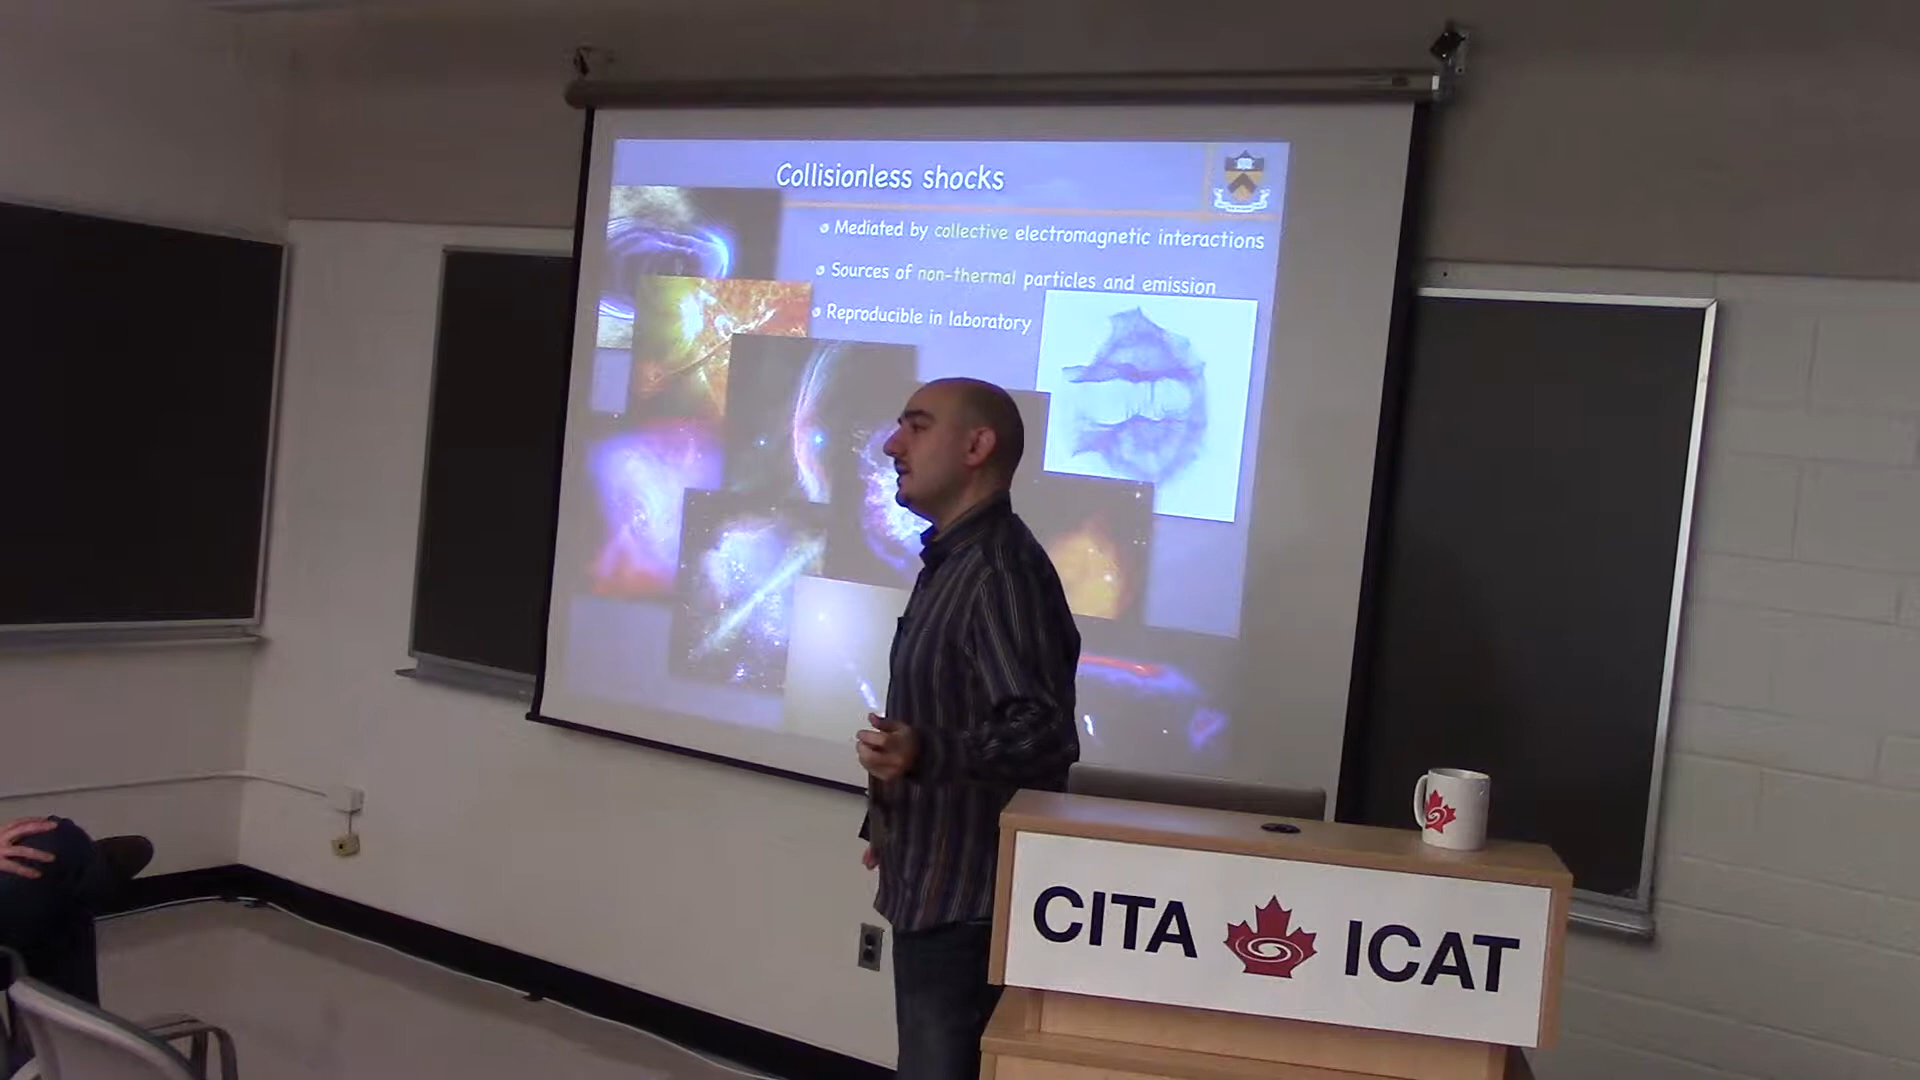 Collisionless shocks
Mediated by collective electromagnetic interactions
Sources of non-thermal particles and emission
Reproducible in laboratory
CITA ICAT